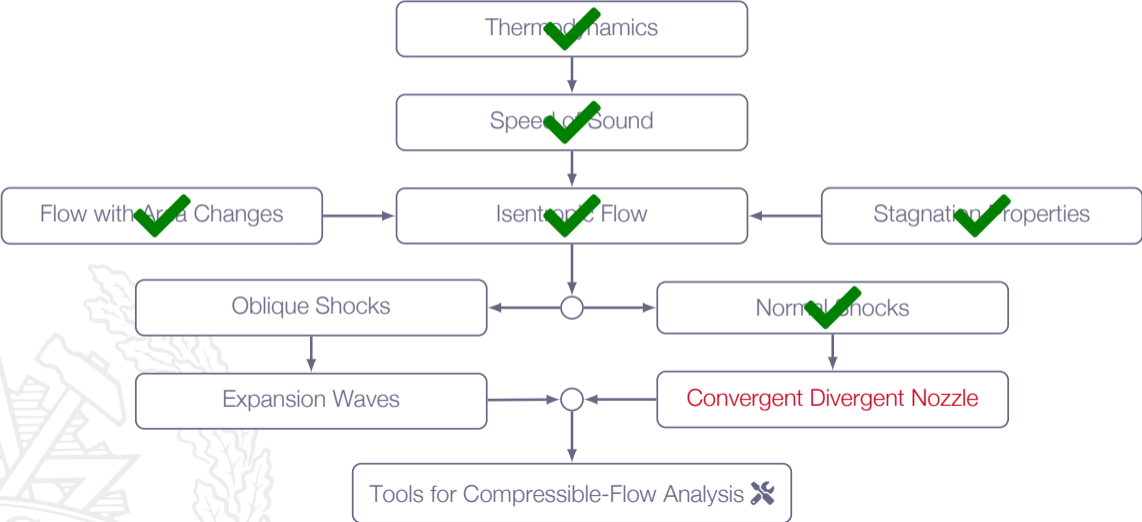 Thermodynamics
Speed of Sound
Flow with Area Changes
Isentropic Flow
Stagnation Properties
Oblique Shocks
Normal Shocks
Expansion Waves
Convergent Divergent Nozzle
Tools for Compressible-Flow Analysis